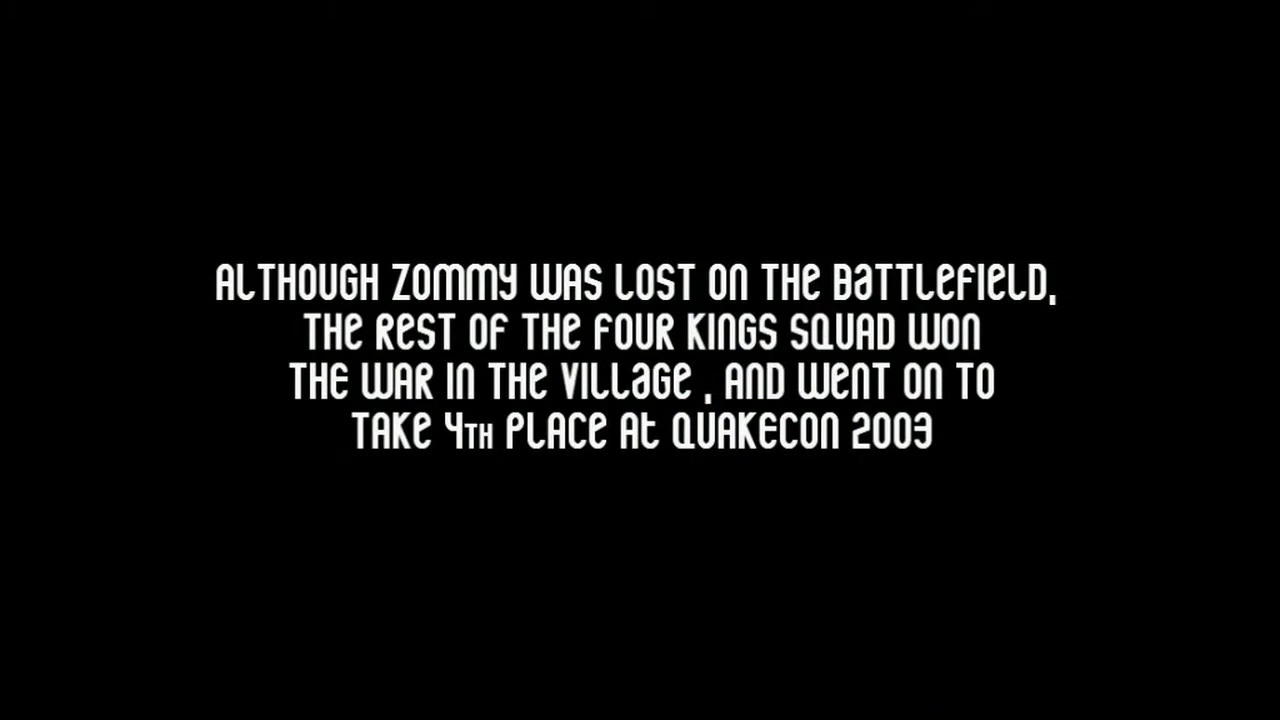 ALTHOUGH ZOMMY WAS LOST ON THE BATTLEFIELD,
THE REST OF THE FOUR KINGS SQUAD WON
THE WAR IN THE VILLAGE , AND WENT ON TO
TAKE 4TH PLACE AT QUAKECON 2003